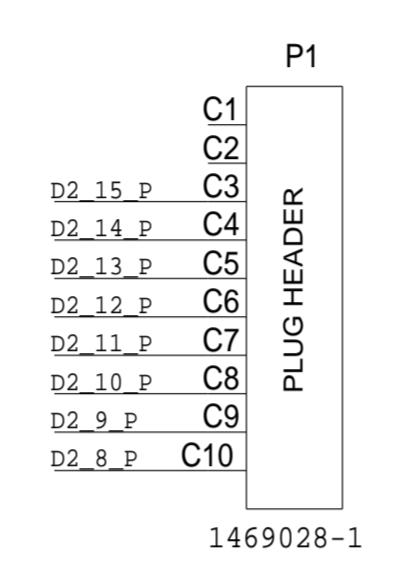 P1
C1
C2
D2_15_P C3
D2_14_P C4
D2_13_P C5
D2_12_P C6
D2_11_P C7
D2_10_P C8
D2_9_P C9
D2_8_P C10
PLUG HEADER
1469028-1